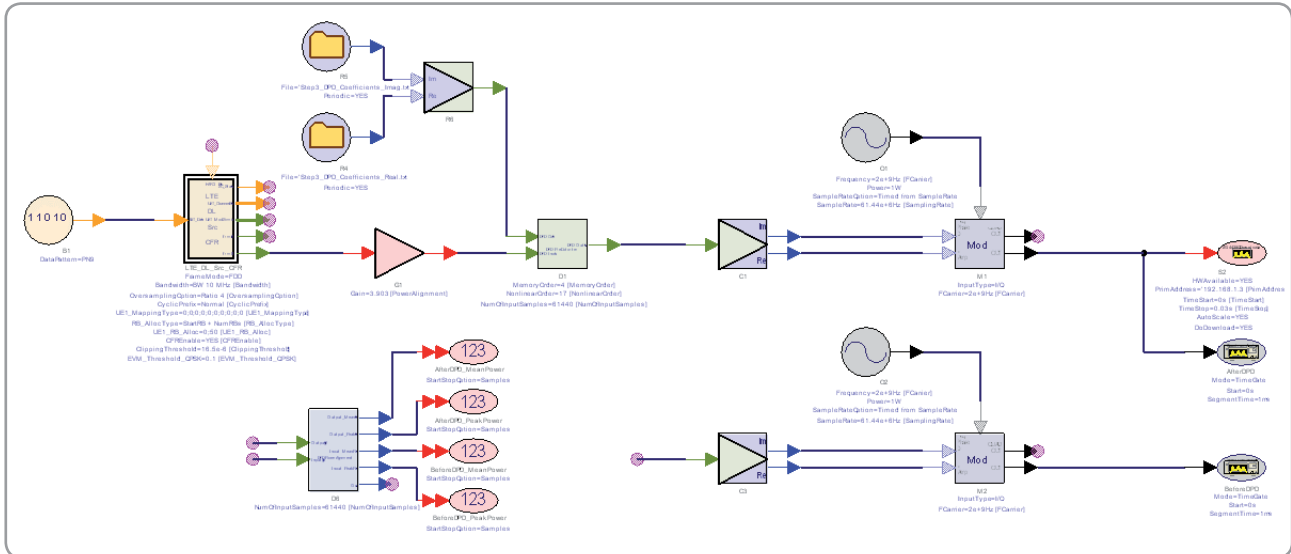 R5
File='Step3_DPD_Coefficients_Imag.txt
Periodic=YES
Im
Re
R6
R4
File='Step3_DPD_Coefficients_Real.txt
Periodic=YES
11010
B1
DataPattern=PN9
LTE
DL
Src
CFR
LTE_DL_Src_CFR
FrameMode=FDD
Bandwidth=BW 10 MHz [Bandwidth]
OversamplingOption=Ratio 4 [OversamplingOption]
CyclicPrefix=Normal [CyclicPrefix]
UE1_MappingType=0;0;0;0;0;0;0;0;0;0 [UE1_MappingType]
RB_AllocType=StartRB + NumRBs [RB_AllocType]
UE1_RB_Alloc=0;50 [UE1_RB_Alloc]
CFREnable=YES [CFREnable]
ClippingThreshold=16.5e-6 [ClippingThreshold]
EVM_Threshold_QPSK=0.1 [EVM_Threshold_QPSK]
G1
Gain=3.903 [PowerAlignment]
D1
MemoryOrder=4 [MemoryOrder]
NonlinearOrder=17 [NonlinearOrder]
NumOfInputSamples=61440 [NumOfInputSamples]
Im
Re
C1
O1
Frequency=2e+9Hz [FCarrier]
Power=1W
SampleRateOption=Timed from SampleRate
SampleRate=61.44e+6Hz [SamplingRate]
Mod
M1
InputType=I/Q
FCarrier=2e+9Hz [FCarrier]
S2
HWAvailable=YES
PrimAddress='192.168.1.3 [PrimAddress
TimeStart=0s [TimeStart]
TimeStop=0.03s [TimeStop]
AutoScale=YES
DoDownload=YES
AfterDPD
Mode=TimeGate
Start=0s
SegmentTime=1ms
O2
Frequency=2e+9Hz [FCarrier]
Power=1W
SampleRateOption=Timed from SampleRate
SampleRate=61.44e+6Hz [SamplingRate]
Im
Re
C3
Mod
M2
InputType=I/Q
FCarrier=2e+9Hz [FCarrier]
BeforeDPD
Mode=TimeGate
Start=0s
SegmentTime=1ms
123
AfterDPD_MeanPower
StartStopOption=Samples
123
AfterDPD_PeakPower
StartStopOption=Samples
123
BeforeDPD_MeanPower
StartStopOption=Samples
123
BeforeDPD_PeakPower
StartStopOption=Samples
NumOfInputSamples=61440 [NumOfInputSamples]